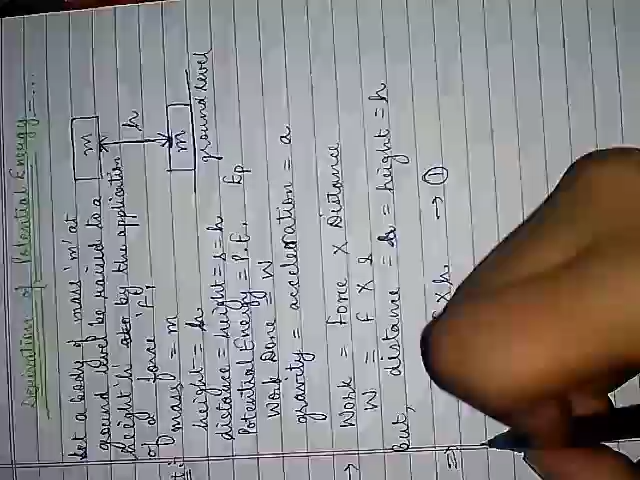 Derivation of Potential Energy :-...
Let a body of mass 'm' at
ground level be raised to a
height 'h' by the application
of a force 'f',
m
h
m
ground level
mass = m
height = h
distance = height = s = h
Potential Energy = P.E., Ep
Work Done = W
gravity = acceleration = a
→ Work = Force X Distance
W = F X s
but, distance = s = height = h
⇒ X h. → ①